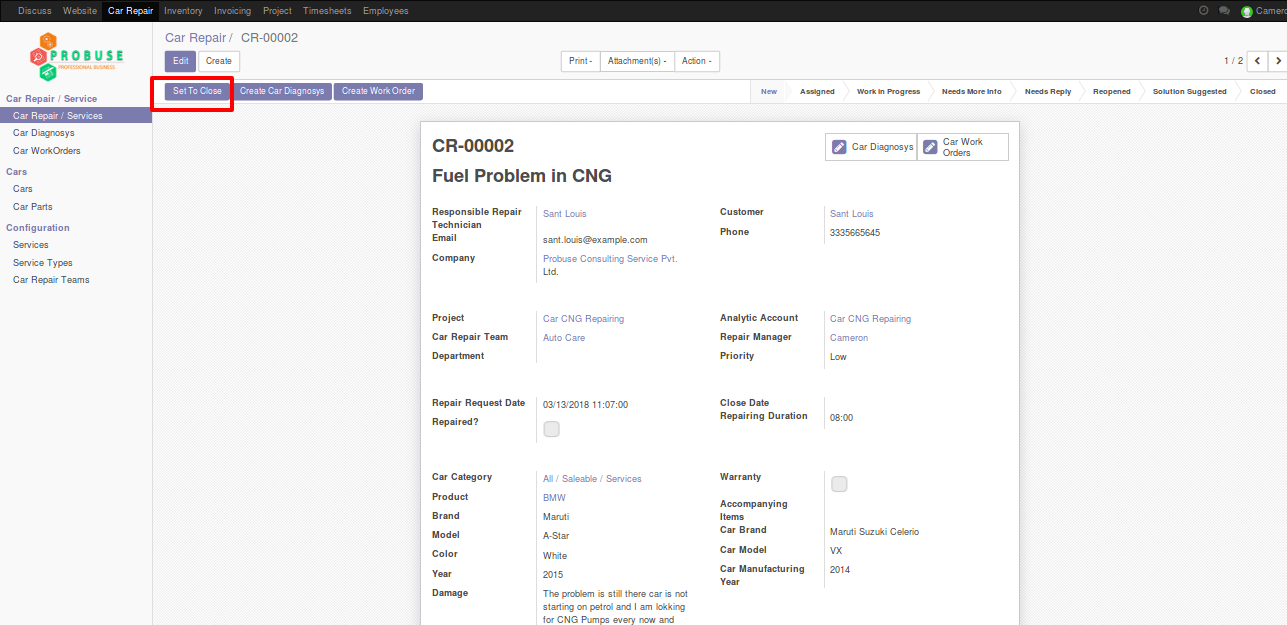 Discuss Website Car Repair Inventory Invoicing Project Timesheets Employees Camero
PROBUSE
PROFESSIONAL BUSINESS
Car Repair / CR-00002
Edit Create
Print Attachment(s) Action
1 / 2
Set To Close Create Car Diagnosys Create Work Order
New Assigned Work In Progress Needs More Info Needs Reply Reopened Solution Suggested Closed
Car Repair / Service
Car Repair / Services
Car Diagnosys
Car WorkOrders
Cars
Cars
Car Parts
Configuration
Services
Service Types
Car Repair Teams
CR-00002
Car Diagnosys
Car Work
Orders
Fuel Problem in CNG
Responsible Repair
Technician
Sant Louis
Email
sant.louis@example.com
Company
Probuse Consulting Service Pvt.
Ltd.
Customer
Sant Louis
Phone
3335665645
Project
Car CNG Repairing
Car Repair Team
Auto Care
Department
Analytic Account
Car CNG Repairing
Repair Manager
Cameron
Priority
Low
Repair Request Date
03/13/2018 11:07:00
Repaired?
Close Date
Repairing Duration
08:00
Car Category
All / Saleable / Services
Product
BMW
Brand
Maruti
Model
A-Star
Color
White
Year
2015
Damage
The problem is still there car is not
starting on petrol and I am lokking
for CNG Pumps every now and
Warranty
Accompanying
Items
Car Brand
Maruti Suzuki Celerio
Car Model
VX
Car Manufacturing
Year
2014